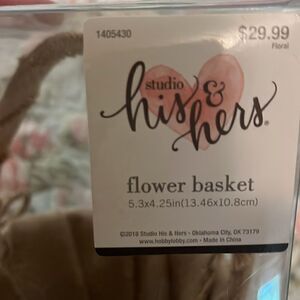 1405430
$29.99
Floral
studio
his &
hers®
flower basket
5.3x4.25in(13.46x10.8cm)
©2018 Studio His & Hers • Oklahoma City, OK 73179
www.hobbylobby.com • Made in China